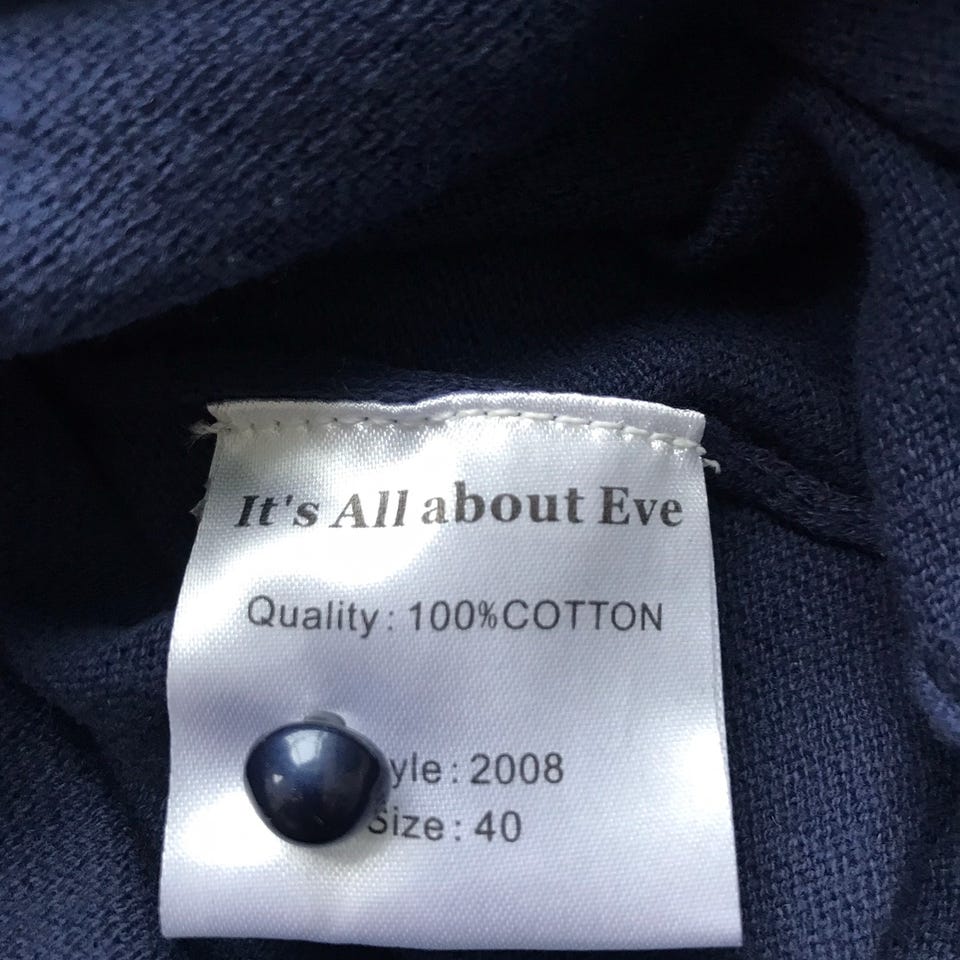 It's All about Eve
Quality: 100%COTTON
yle: 2008
Size: 40